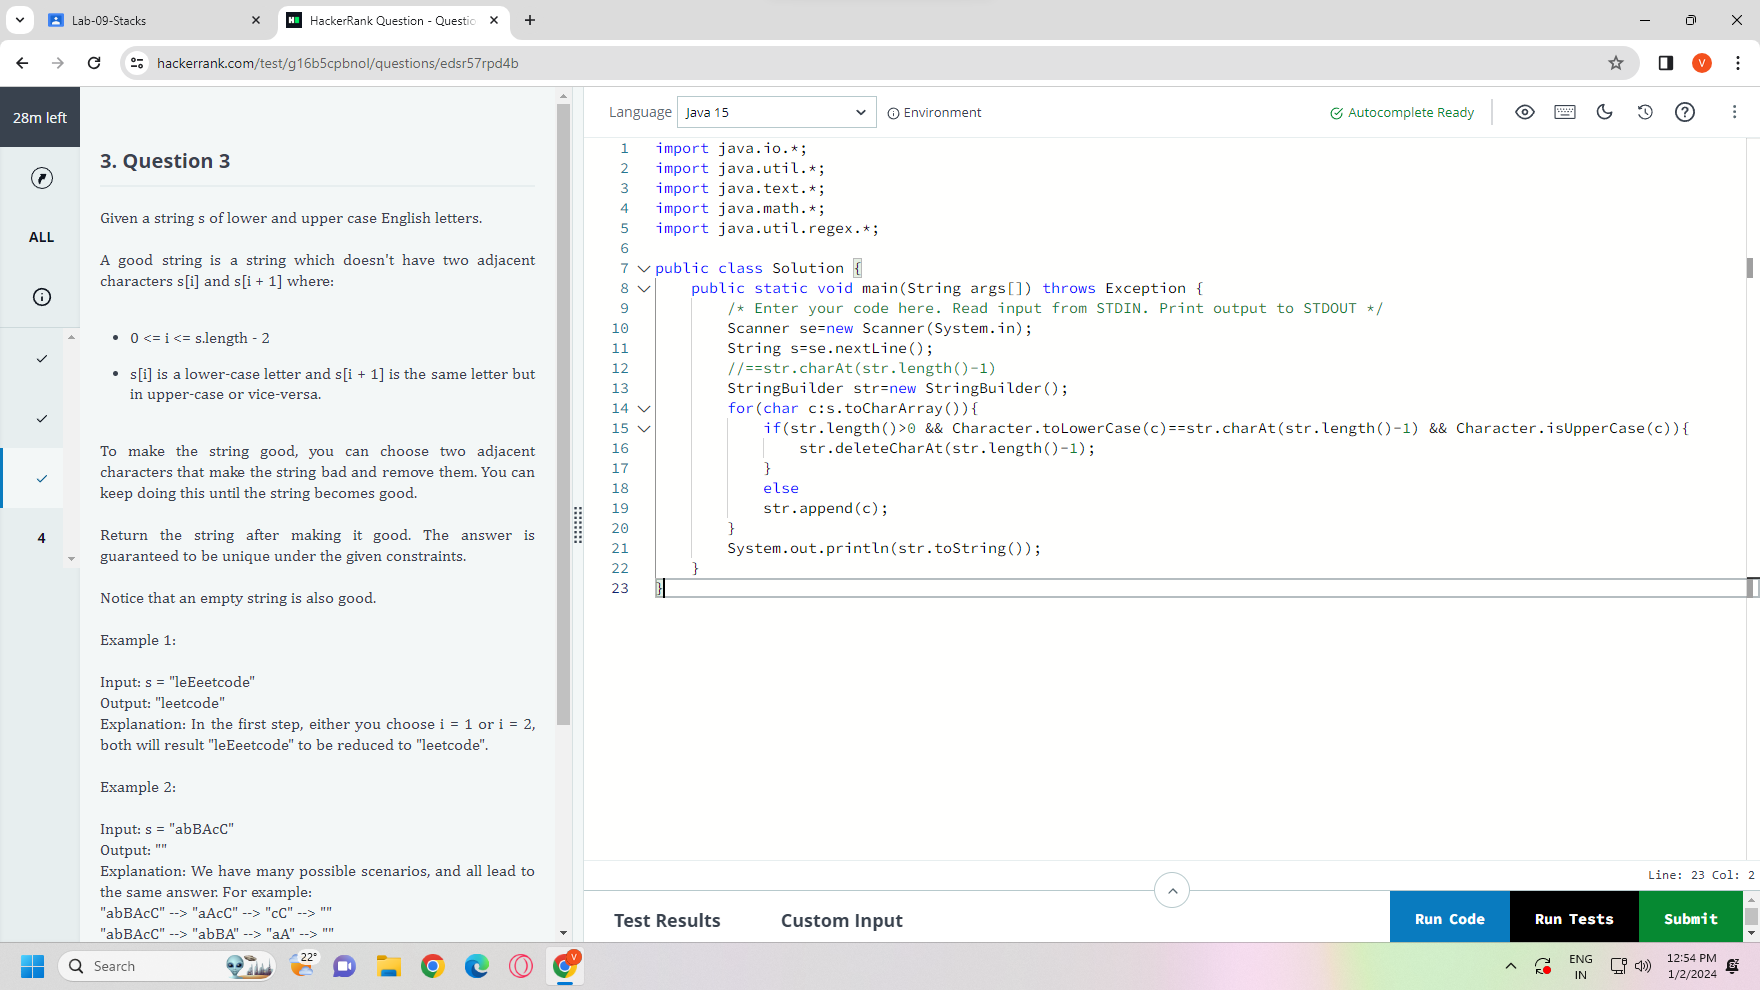 Lab-09-Stacks
HackerRank Question - Questio
hackerrank.com/test/g16b5cpbnol/questions/edsr57rpd4b
V
28m left
ALL
4
3. Question 3
Given a string s of lower and upper case English letters.
A good string is a string which doesn't have two adjacent
characters s[i] and s[i + 1] where:
• 0 <= i <= s.length - 2
• s[i] is a lower-case letter and s[i + 1] is the same letter but
in upper-case or vice-versa.
To make the string good, you can choose two adjacent
characters that make the string bad and remove them. You can
keep doing this until the string becomes good.
Return the string after making it good. The answer is
guaranteed to be unique under the given constraints.
Notice that an empty string is also good.
Example 1:
Input: s = "leEeetcode"
Output: "leetcode"
Explanation: In the first step, either you choose i = 1 or i = 2,
both will result "leEeetcode" to be reduced to "leetcode".
Example 2:
Input: s = "abBAcC"
Output: ""
Explanation: We have many possible scenarios, and all lead to
the same answer. For example:
"abBAcC" --> "aAcC" --> "cC" --> ""
"abBAcC" --> "abBA" --> "aA" --> ""
Language Java 15 Environment Autocomplete Ready
1 import java.io.*;
2 import java.util.*;
3 import java.text.*;
4 import java.math.*;
5 import java.util.regex.*;
6
7 public class Solution {
8 public static void main(String args[]) throws Exception {
9 /* Enter your code here. Read input from STDIN. Print output to STDOUT */
10 Scanner se=new Scanner(System.in);
11 String s=se.nextLine();
12 //==str.charAt(str.length()-1)
13 StringBuilder str=new StringBuilder();
14 for(char c:s.toCharArray()){
15 if(str.length()>0 && Character.toLowerCase(c)==str.charAt(str.length()-1) && Character.isUpperCase(c)){
16 str.deleteCharAt(str.length()-1);
17 }
18 else
19 str.append(c);
20 }
21 System.out.println(str.toString());
22 }
23 }
Line: 23 Col: 2
Test Results Custom Input Run Code Run Tests Submit
Search
22°
V
ENG
IN
12:54 PM
1/2/2024